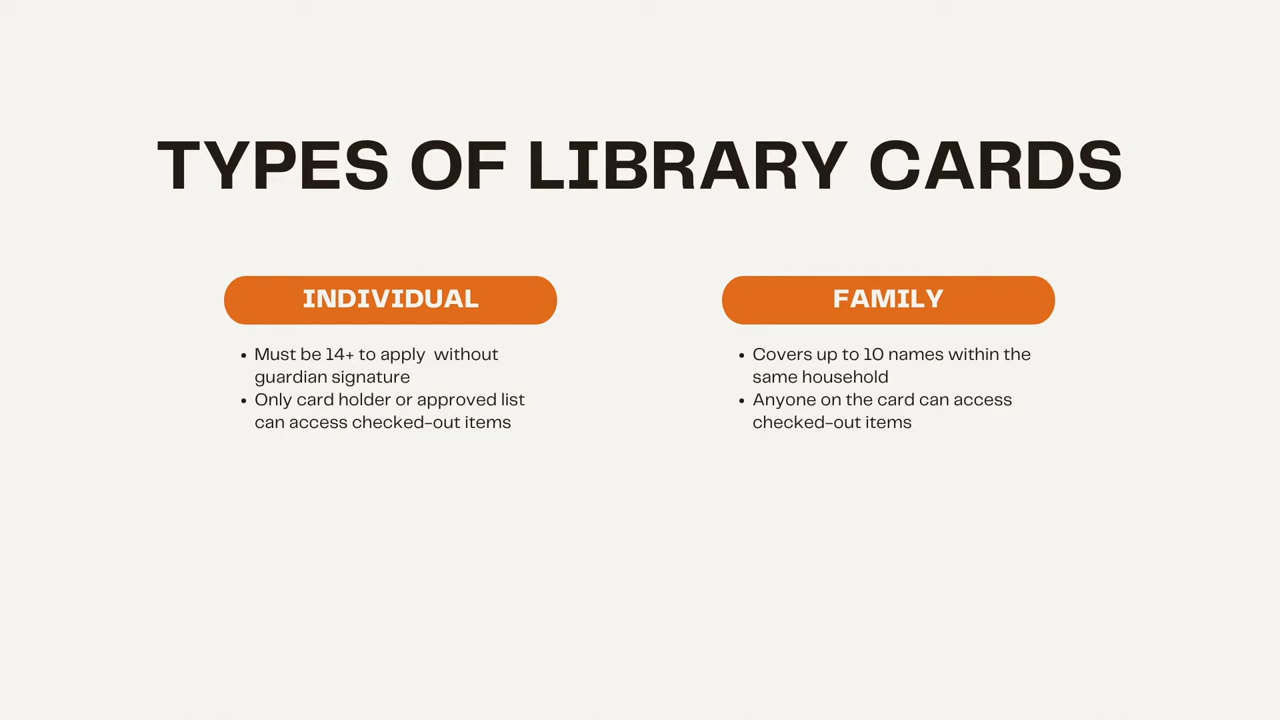 TYPES OF LIBRARY CARDS
INDIVIDUAL
• Must be 14+ to apply  without
guardian signature
• Only card holder or approved list
can access checked-out items
FAMILY
• Covers up to 10 names within the
same household
• Anyone on the card can access
checked-out items